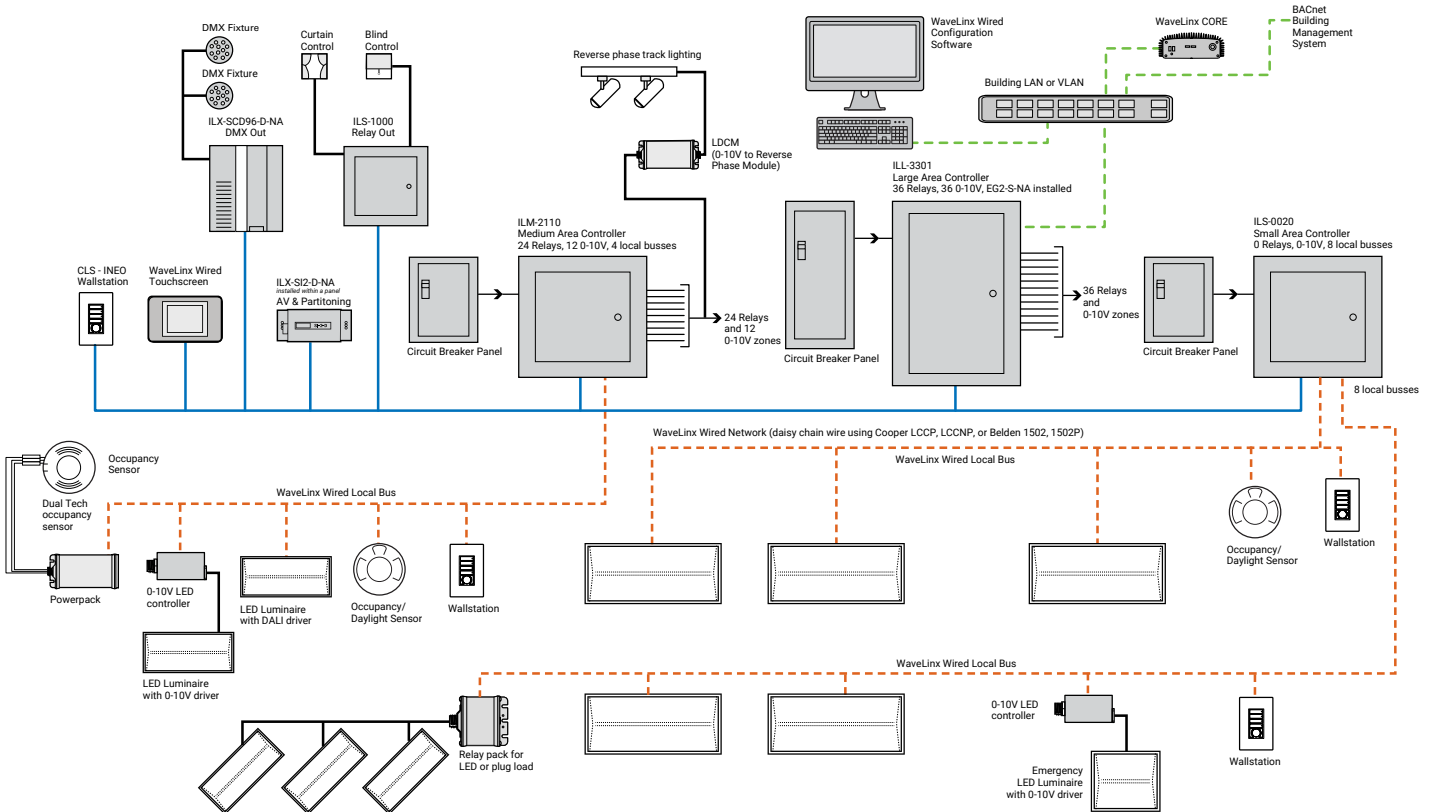 DMX Fixture
DMX Fixture
ILX-SCD96-D-NA
DMX Out
Curtain
Control
Blind
Control
ILS-1000
Relay Out
Reverse phase track lighting
LDCM
(0-10V to Reverse
Phase Module)
WaveLinx Wired
Configuration
Software
WaveLinx CORE
BACnet
Building
Management
System
Building LAN or VLAN
CLS - INEO
Wallstation
WaveLinx Wired
Touchscreen
ILX-SI2-D-NA
installed within a panel
AV & Partitoning
ILM-2110
Medium Area Controller
24 Relays, 12 0-10V, 4 local busses
Circuit Breaker Panel
24 Relays
and 12
0-10V zones
ILL-3301
Large Area Controller
36 Relays, 36 0-10V, EG2-S-NA installed
Circuit Breaker Panel
36 Relays
and
0-10V zones
ILS-0020
Small Area Controller
0 Relays, 0-10V, 8 local busses
Circuit Breaker Panel
8 local busses
WaveLinx Wired Network (daisy chain wire using Cooper LCCP, LCCNP, or Belden 1502, 1502P)
WaveLinx Wired Local Bus
Occupancy
Sensor
Dual Tech
occupancy
sensor
WaveLinx Wired Local Bus
Powerpack
0-10V LED
controller
LED Luminaire
with 0-10V driver
LED Luminaire
with DALI driver
Occupancy/
Daylight Sensor
Wallstation
Occupancy/
Daylight Sensor
Wallstation
WaveLinx Wired Local Bus
Relay pack for
LED or plug load
0-10V LED
controller
Emergency
LED Luminaire
with 0-10V driver
Wallstation